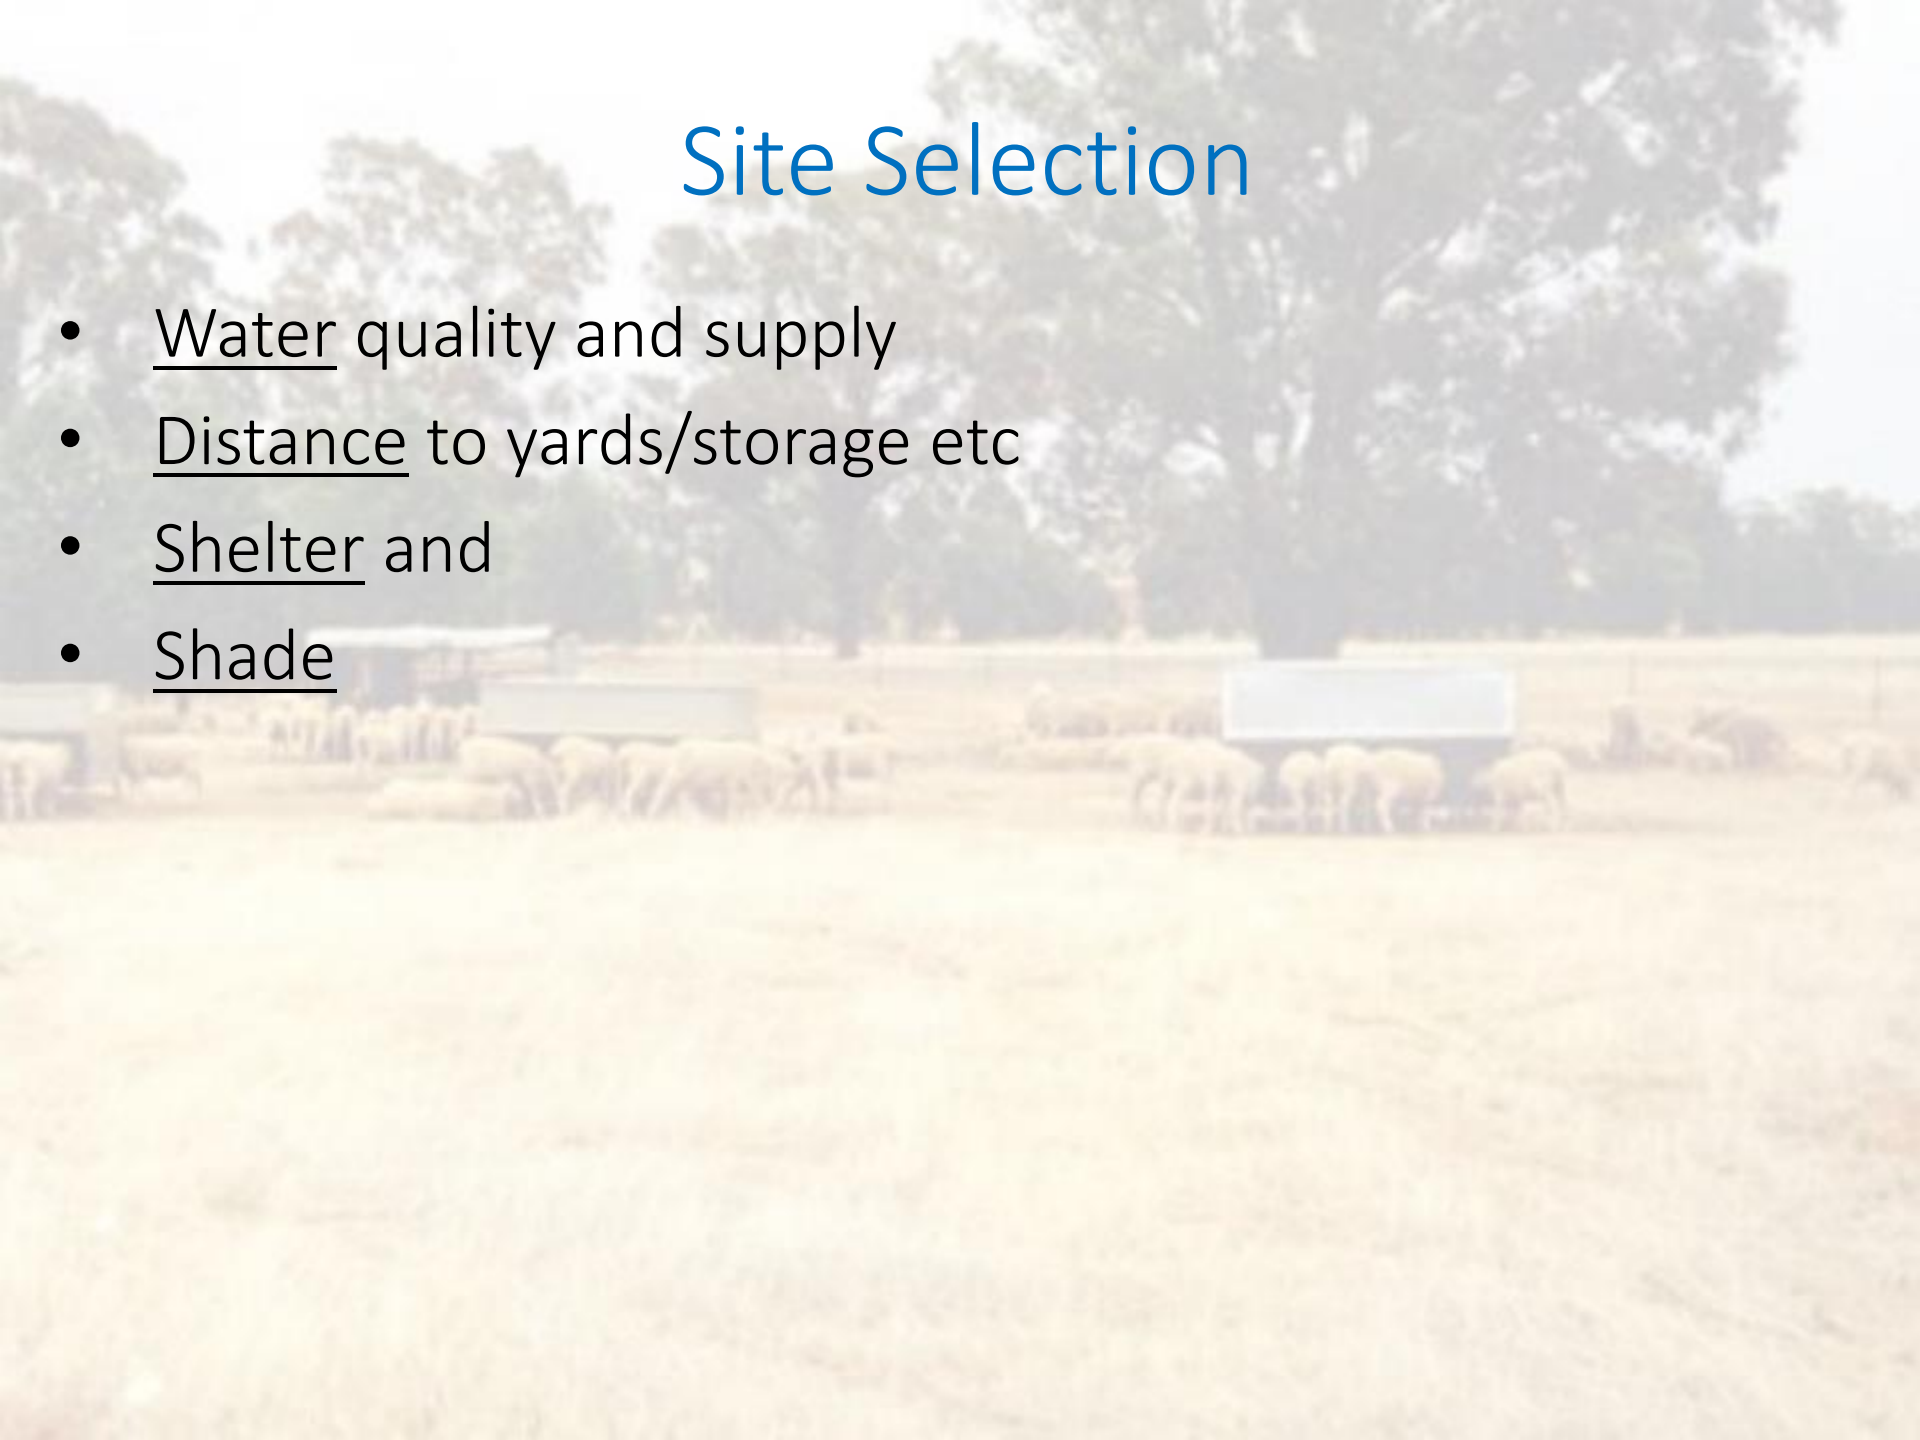 Site Selection
• Water quality and supply
• Distance to yards/storage etc
• Shelter and
• Shade